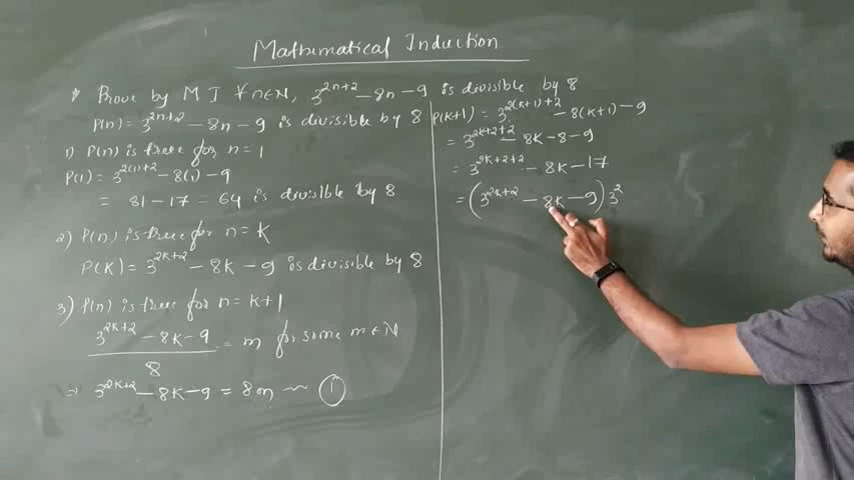 Mathematical Induction
* Prove by M I ∀n∈N, 3^{2n+2} - 8n - 9 is divisible by 8
P(n) = 3^{2n+2} - 8n - 9 is divisible by 8
1) P(n) is true for n = 1
P(1) = 3^{2(1)+2} - 8(1) - 9
= 81 - 17 = 64 is divisible by 8
2) P(n) is true for n = K
P(K) = 3^{2K+2} - 8K - 9 is divisible by 8
3) P(n) is true for n = K+1
3^{2K+2} - 8K - 9 / 8 = m for some m∈N
⇒ 3^{2K+2} - 8K - 9 = 8m ~ ①
P(K+1) = 3^{2(K+1)+2} - 8(K+1) - 9
= 3^{2K+2+2} - 8K - 8 - 9
= 3^{2K+2+2} - 8K - 17
= (3^{2K+2} - 8K - 9) 3^2